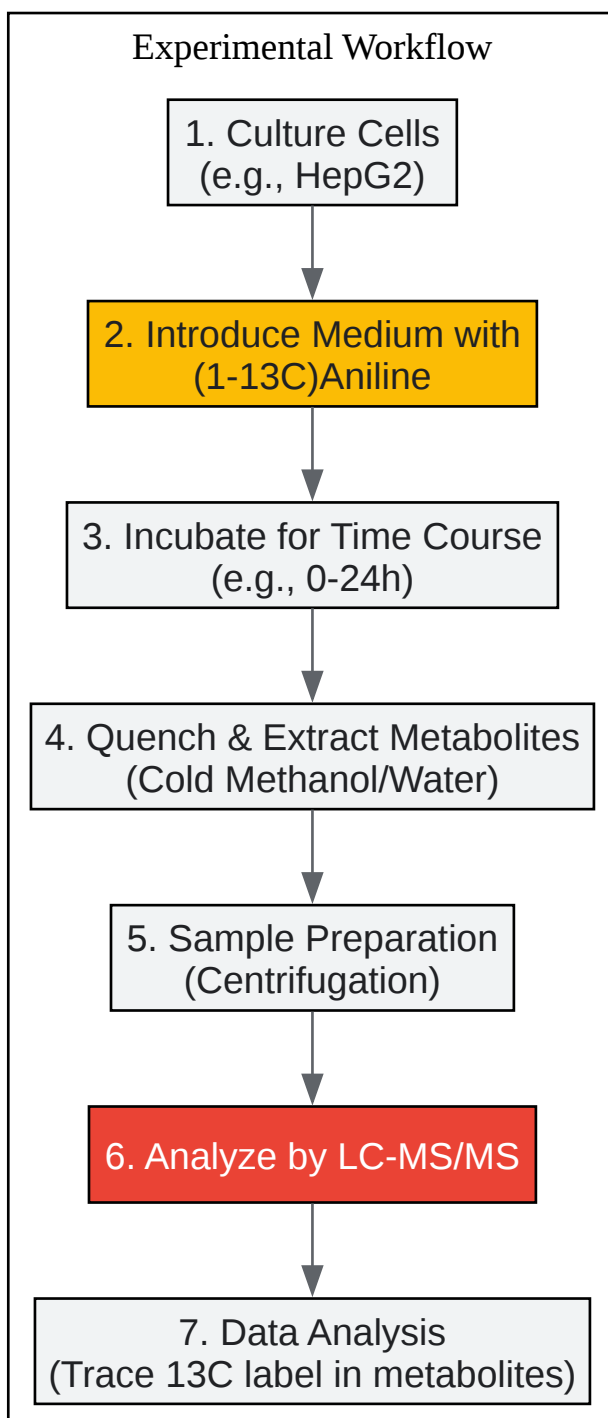 Experimental Workflow
1. Culture Cells
(e.g., HepG2)
2. Introduce Medium with
(1-13C)Aniline
3. Incubate for Time Course
(e.g., 0-24h)
4. Quench & Extract Metabolites
(Cold Methanol/Water)
5. Sample Preparation
(Centrifugation)
6. Analyze by LC-MS/MS
7. Data Analysis
(Trace 13C label in metabolites)